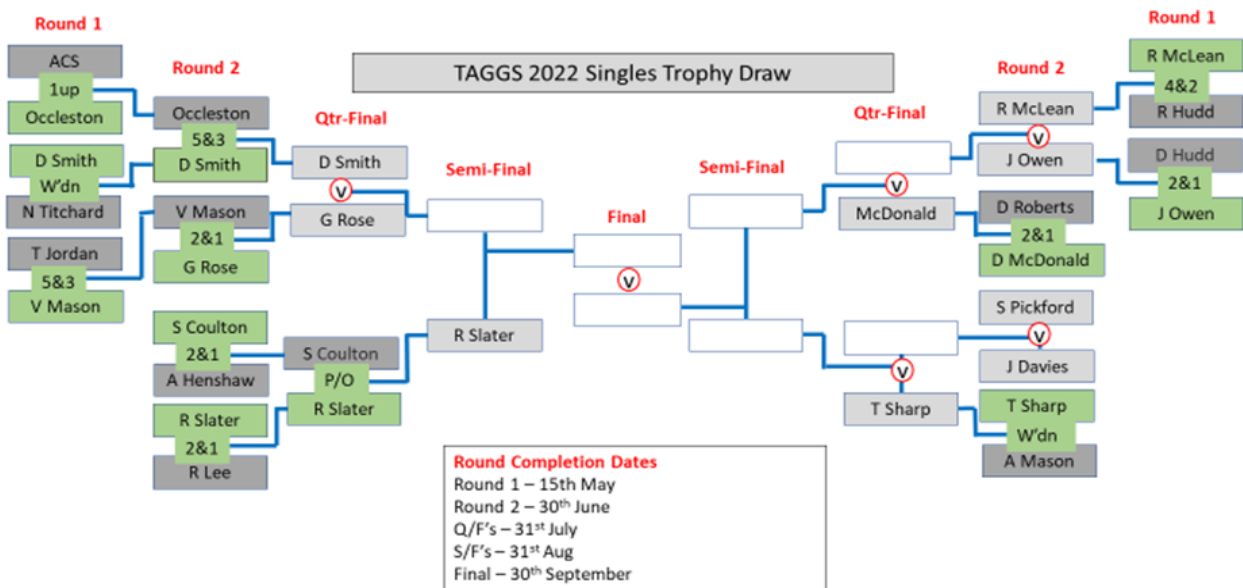 TAGGS 2022 Singles Trophy Draw
Round 1
ACS
1up
Occleston
D Smith
W'dn
N Titchard
T Jordan
5&3
V Mason
Round 2
Occleston
5&3
D Smith
V Mason
2&1
G Rose
S Coulton
2&1
A Henshaw
R Slater
2&1
R Lee
Qtr-Final
D Smith
V
G Rose
S Coulton
P/O
R Slater
Semi-Final
R Slater
Final
V
Semi-Final
Qtr-Final
V
McDonald
V
T Sharp
Round 2
R McLean
V
J Owen
D Roberts
2&1
D McDonald
S Pickford
V
J Davies
T Sharp
W'dn
A Mason
Round 1
R McLean
4&2
R Hudd
D Hudd
2&1
J Owen
Round Completion Dates
Round 1 – 15th May
Round 2 – 30th June
Q/F's – 31st July
S/F's – 31st Aug
Final – 30th September